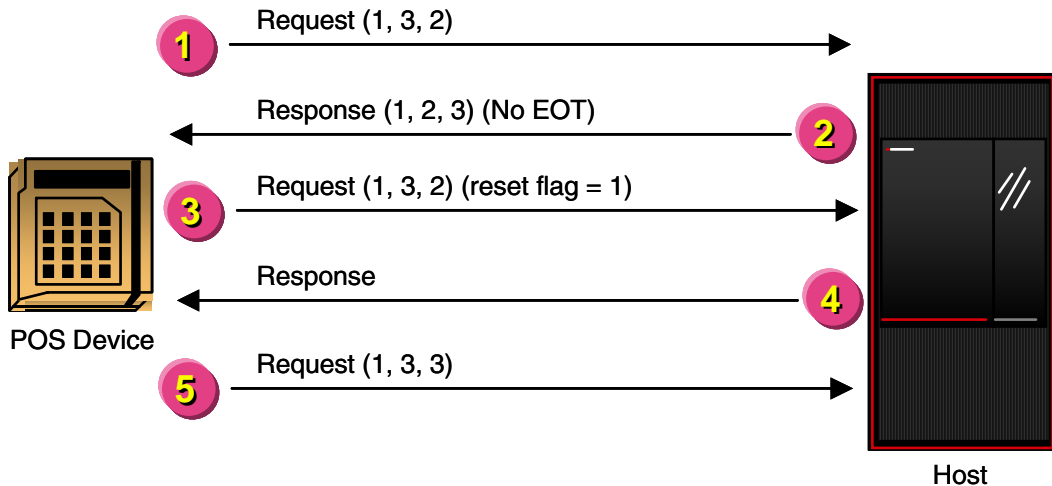 Request (1, 3, 2)
1
Response (1, 2, 3) (No EOT)
2
Request (1, 3, 2) (reset flag = 1)
3
Response
4
POS Device
Request (1, 3, 3)
5
Host